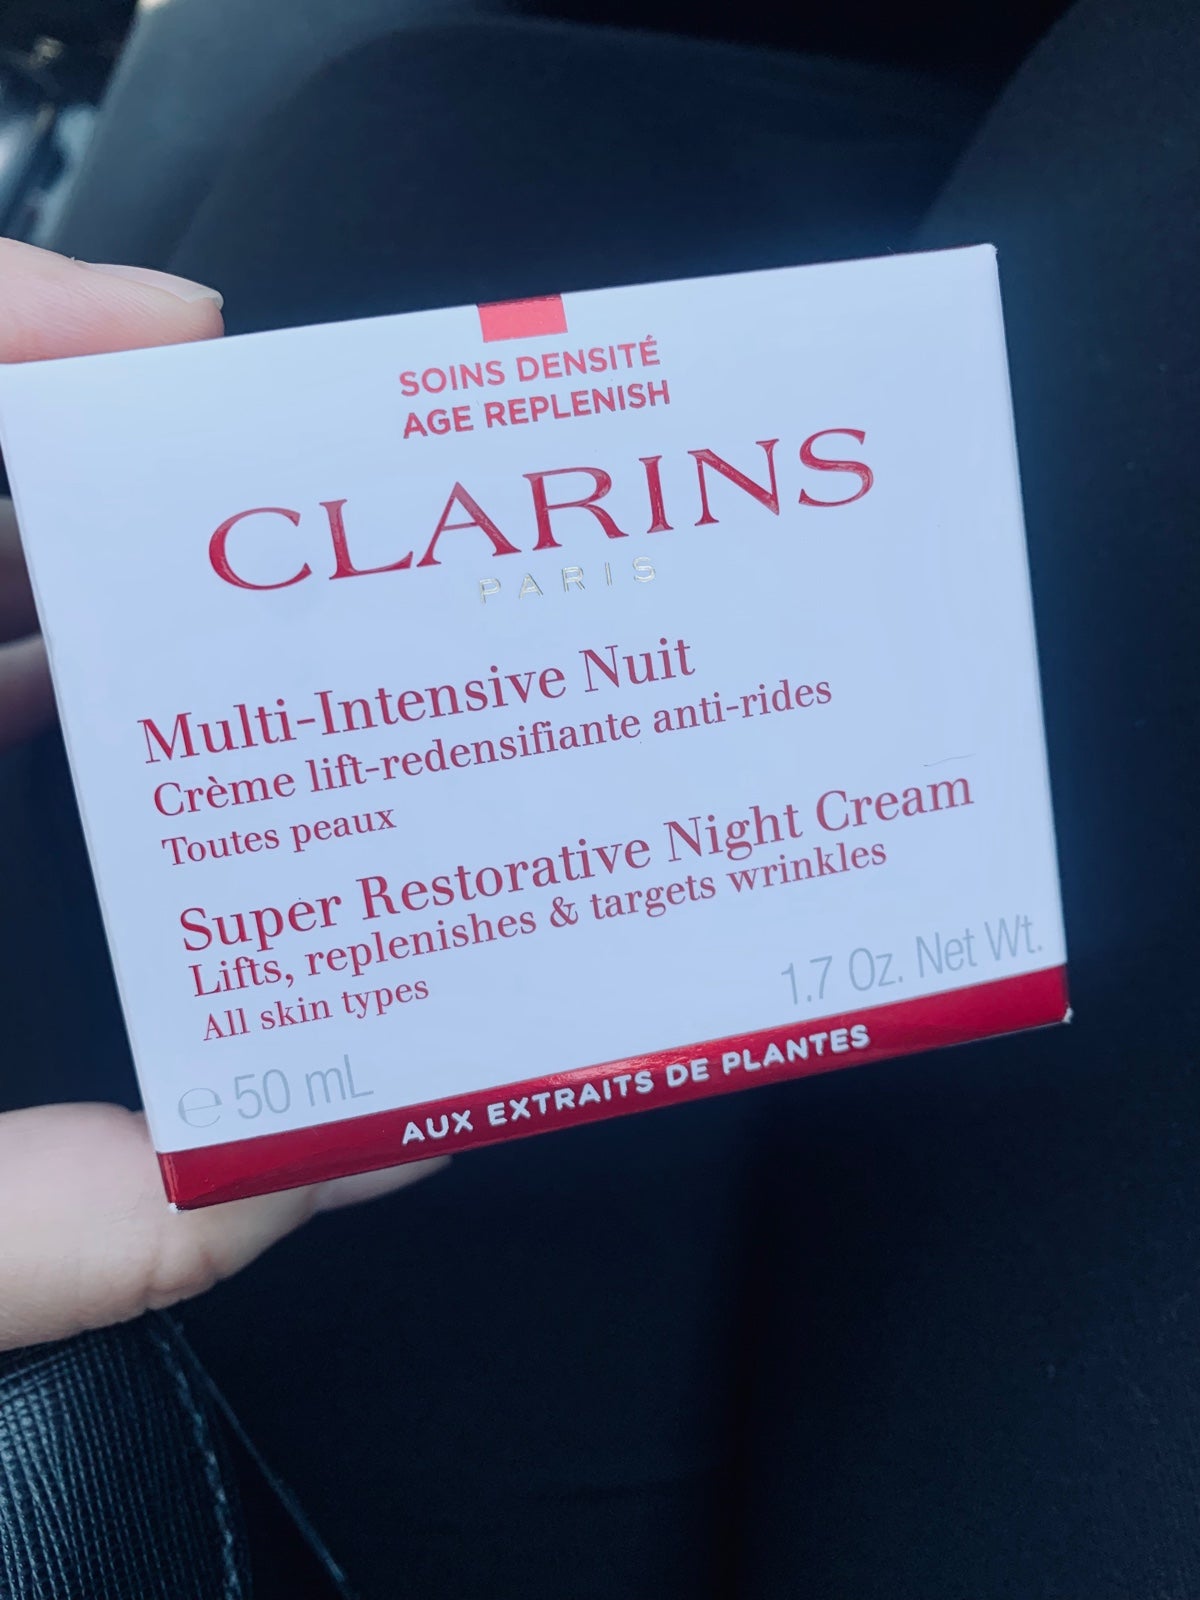 SOINS DENSITÉ
AGE REPLENISH
CLARINS
PARIS
Multi-Intensive Nuit
Crème lift-redensifiante anti-rides
Toutes peaux
Super Restorative Night Cream
Lifts, replenishes & targets wrinkles
All skin types
1.7 Oz. Net Wt.
℮ 50 mL
AUX EXTRAITS DE PLANTES